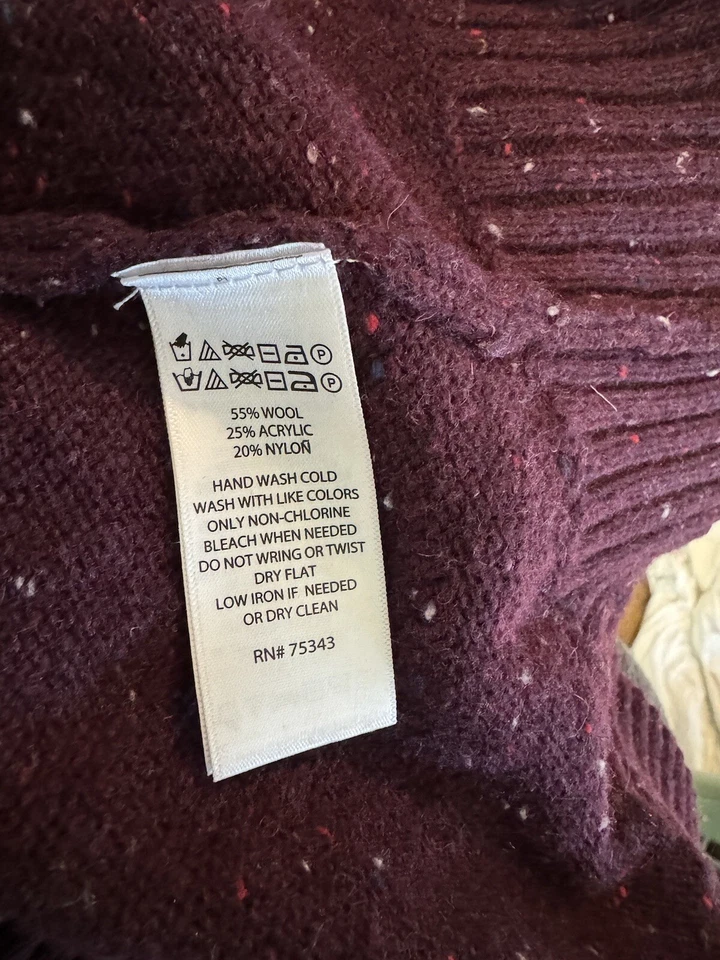 P
P
55% WOOL
25% ACRYLIC
20% NYLON
HAND WASH COLD
WASH WITH LIKE COLORS
ONLY NON-CHLORINE
BLEACH WHEN NEEDED
DO NOT WRING OR TWIST
DRY FLAT
LOW IRON IF NEEDED
OR DRY CLEAN
RN# 75343